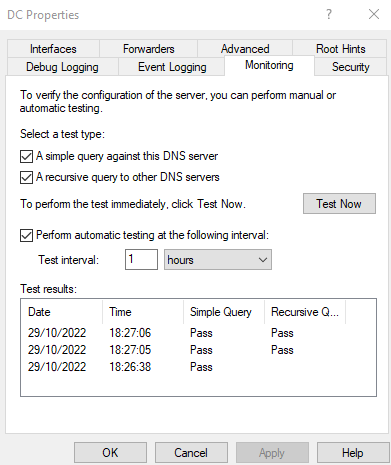 DC Properties
Interfaces Forwarders Advanced Root Hints
Debug Logging Event Logging Monitoring Security
To verify the configuration of the server, you can perform manual or
automatic testing.
Select a test type:
A simple query against this DNS server
A recursive query to other DNS servers
To perform the test immediately, click Test Now. Test Now
Perform automatic testing at the following interval:
Test interval: 1 hours
Test results:
Date Time Simple Query Recursive Q...
29/10/2022 18:27:06 Pass Pass
29/10/2022 18:27:05 Pass Pass
29/10/2022 18:26:38 Pass
OK Cancel Apply Help